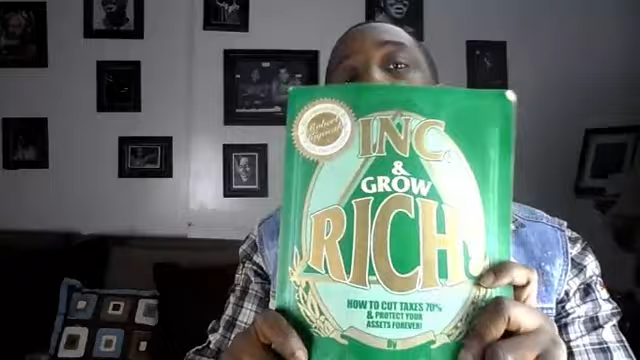 INC.
&
GROW
RICH!
HOW TO CUT TAXES 70%
& PROTECT YOUR
ASSETS FOREVER!
By